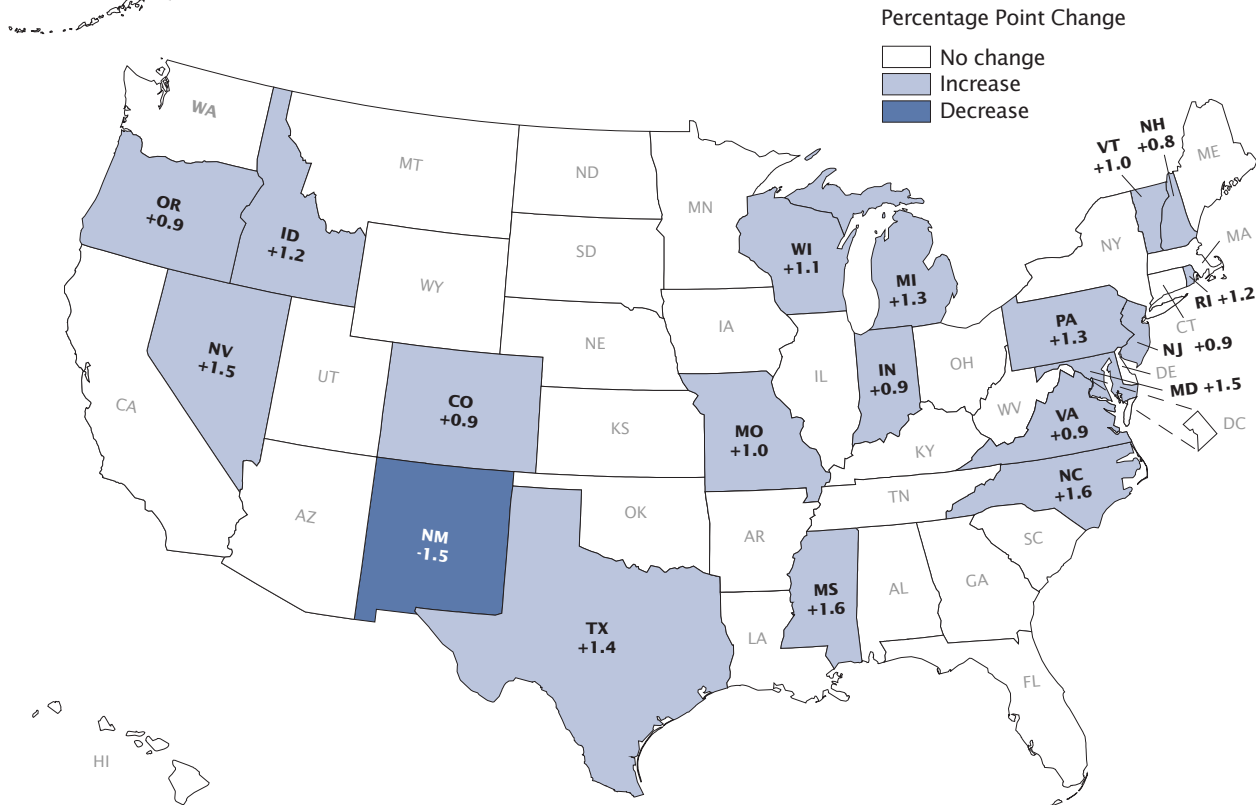 Percentage Point Change
No change
Increase
Decrease
WA
MT
ND
MN
VT
+1.0
NH
+0.8
ME
OR
+0.9
ID
+1.2
WY
SD
WI
+1.1
MI
+1.3
NY
MA
RI +1.2
CT
NV
+1.5
UT
CO
+0.9
NE
IA
IL
IN
+0.9
OH
PA
+1.3
NJ +0.9
DE
MD +1.5
DC
CA
KS
MO
+1.0
KY
WV
VA
+0.9
AZ
NM
-1.5
OK
AR
TN
NC
+1.6
SC
TX
+1.4
LA
MS
+1.6
AL
GA
FL
HI